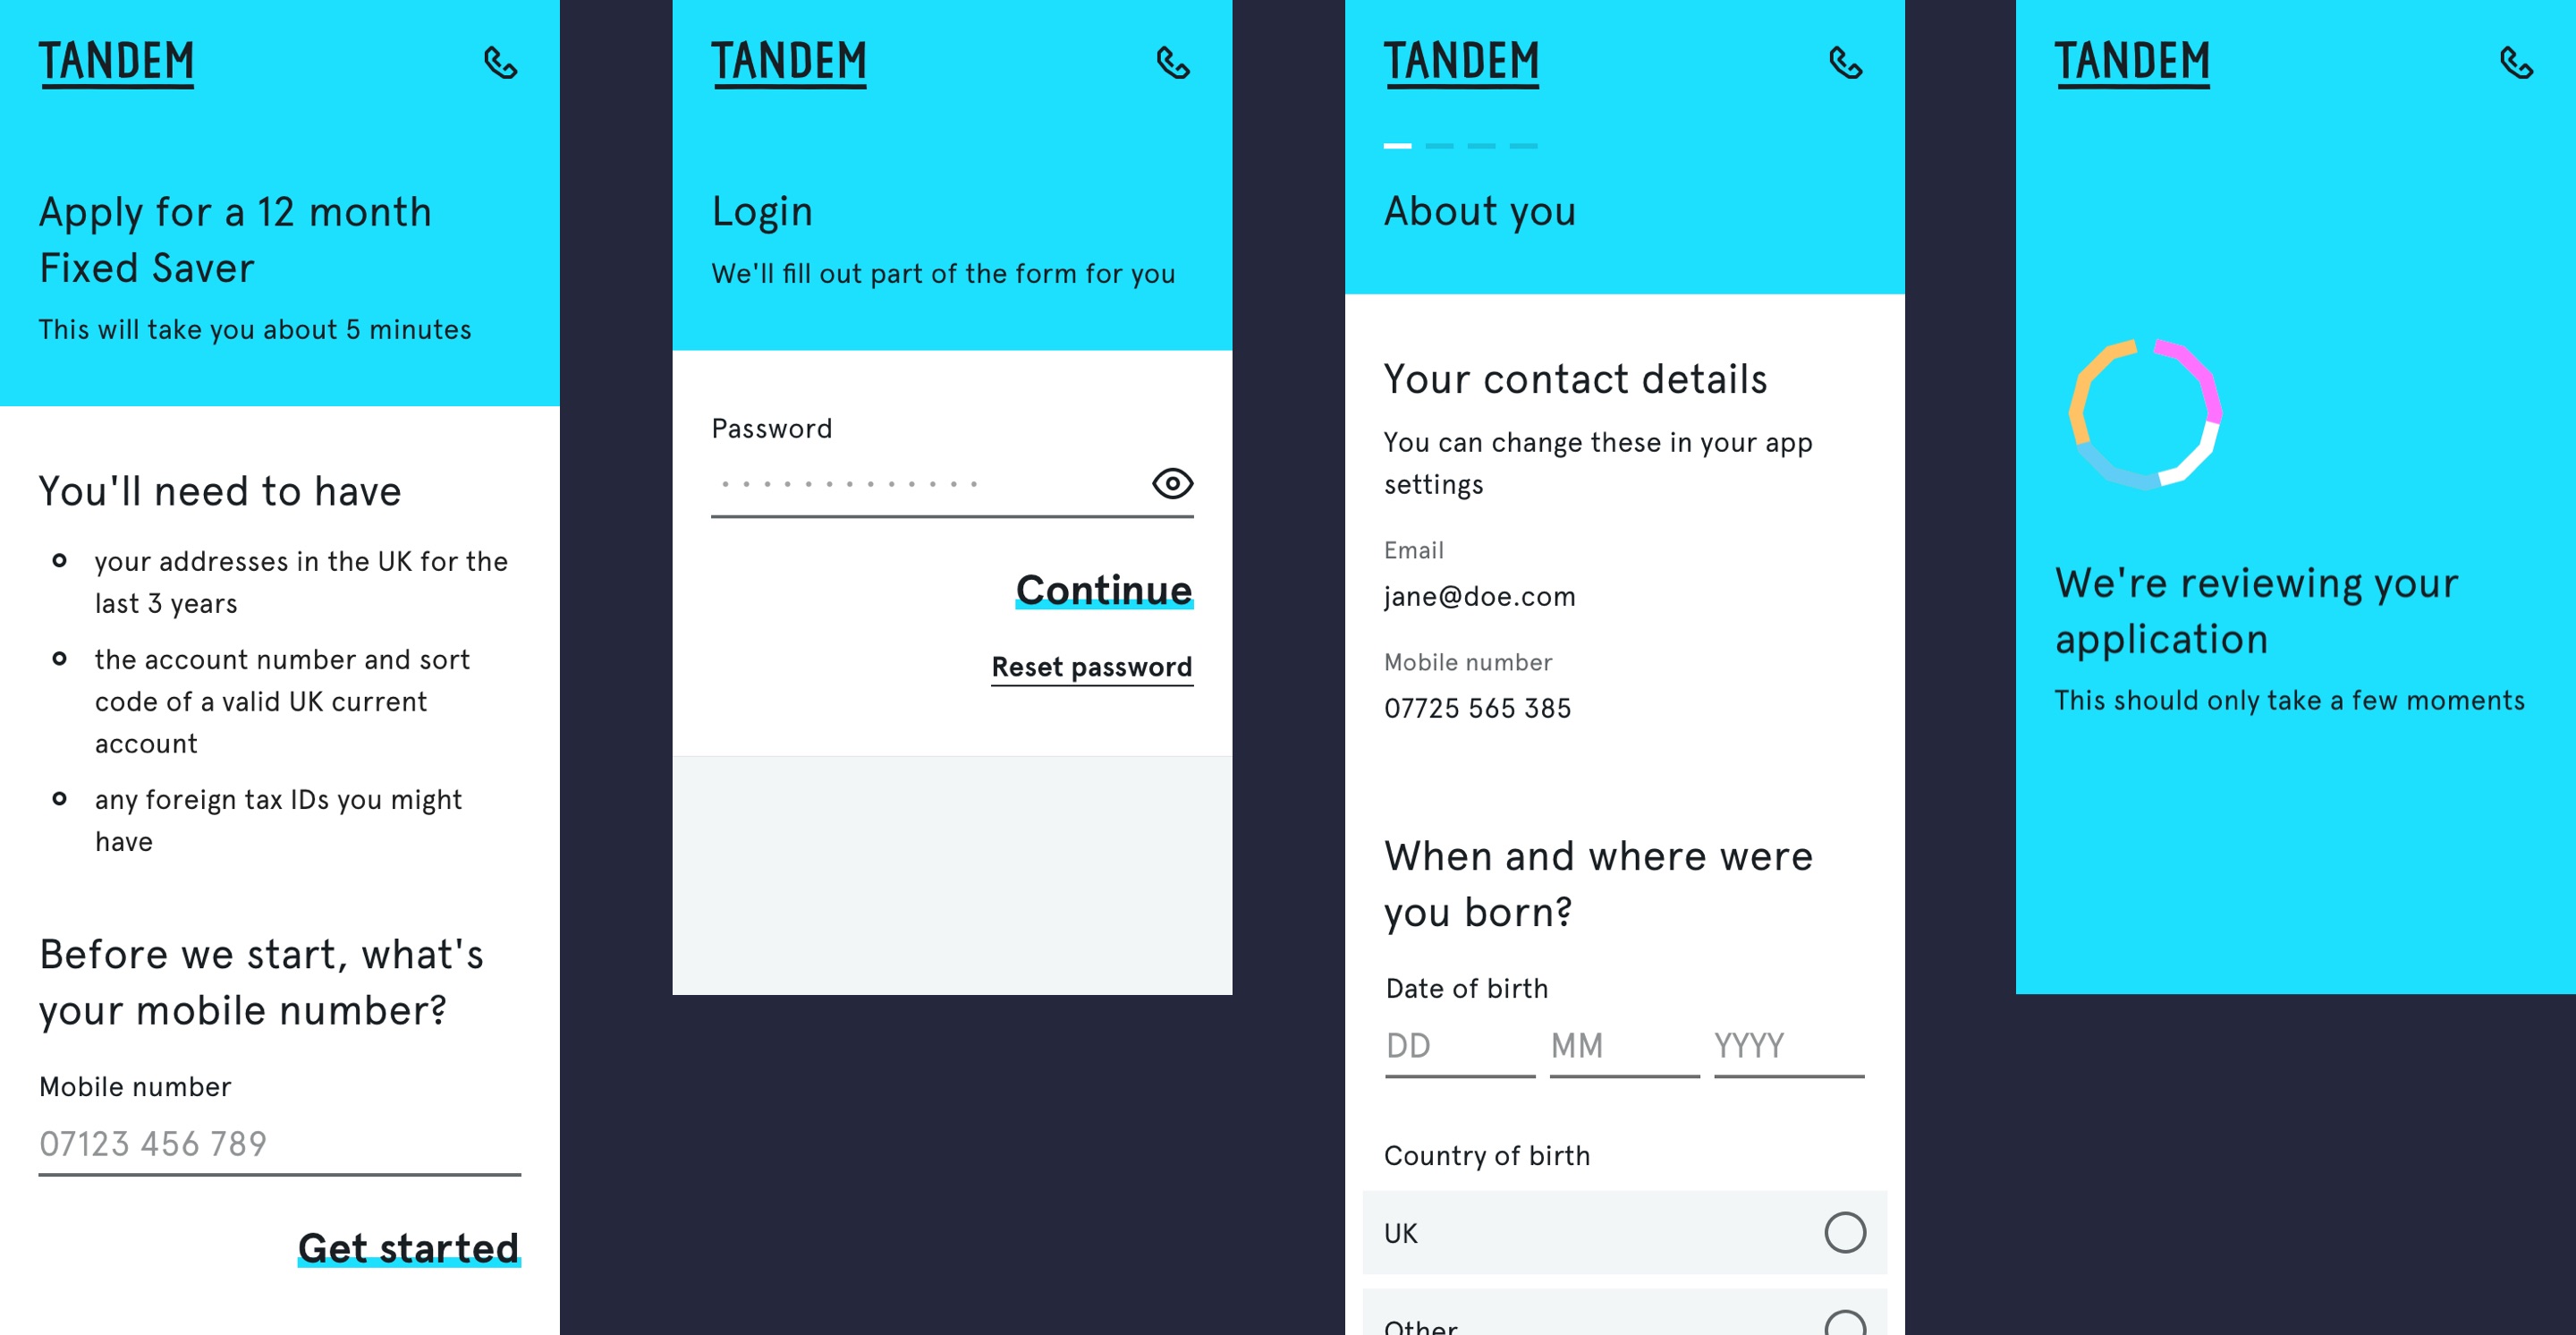 TANDEM
Apply for a 12 month
Fixed Saver
This will take you about 5 minutes
You'll need to have
your addresses in the UK for the
last 3 years
the account number and sort
code of a valid UK current
account
any foreign tax IDs you might
have
Before we start, what's
your mobile number?
Mobile number
07123 456 789
Get started
TANDEM
Login
We'll fill out part of the form for you
Password
Continue
Reset password
TANDEM
About you
Your contact details
You can change these in your app
settings
Email
jane@doe.com
Mobile number
07725 565 385
When and where were
you born?
Date of birth
DD MM YYYY
Country of birth
UK
Other
TANDEM
We're reviewing your
application
This should only take a few moments